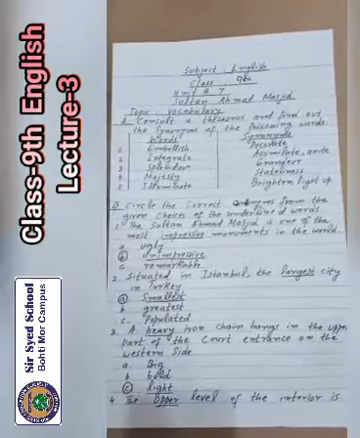 Class-9th English
Lecture-3
Sir Syed School
Bohti Mor Campus
Subject : English
Class 9th
Unit # 7
Sultan Ahmad Masjid
Topic : Vocabulary
A. Consult a thesaurus and find out
the Synonyms of the following words.
Words Synonyms
1. Embellish Decorate
2. Integrate Assimilate, unite
3. Splendour Grandeur
4. Majesty Stateliness
5. Illuminate Brighten light up
B. Circle the Correct from the
given choices of the underlined words
1. The Sultan Ahmad Masjid is one of the
most impressive monuments in the world.
a. ugly
b unimpressive
c remarkable
2. Situated in Istanbul, the largest city
in Turkey
a Smallest
b greatest
c. Populated
3. A heavy iron chain hangs in the upper
part of the Court entrance on the
western Side
a. Big
b. bold
c light
4. The Upper level of the interior is